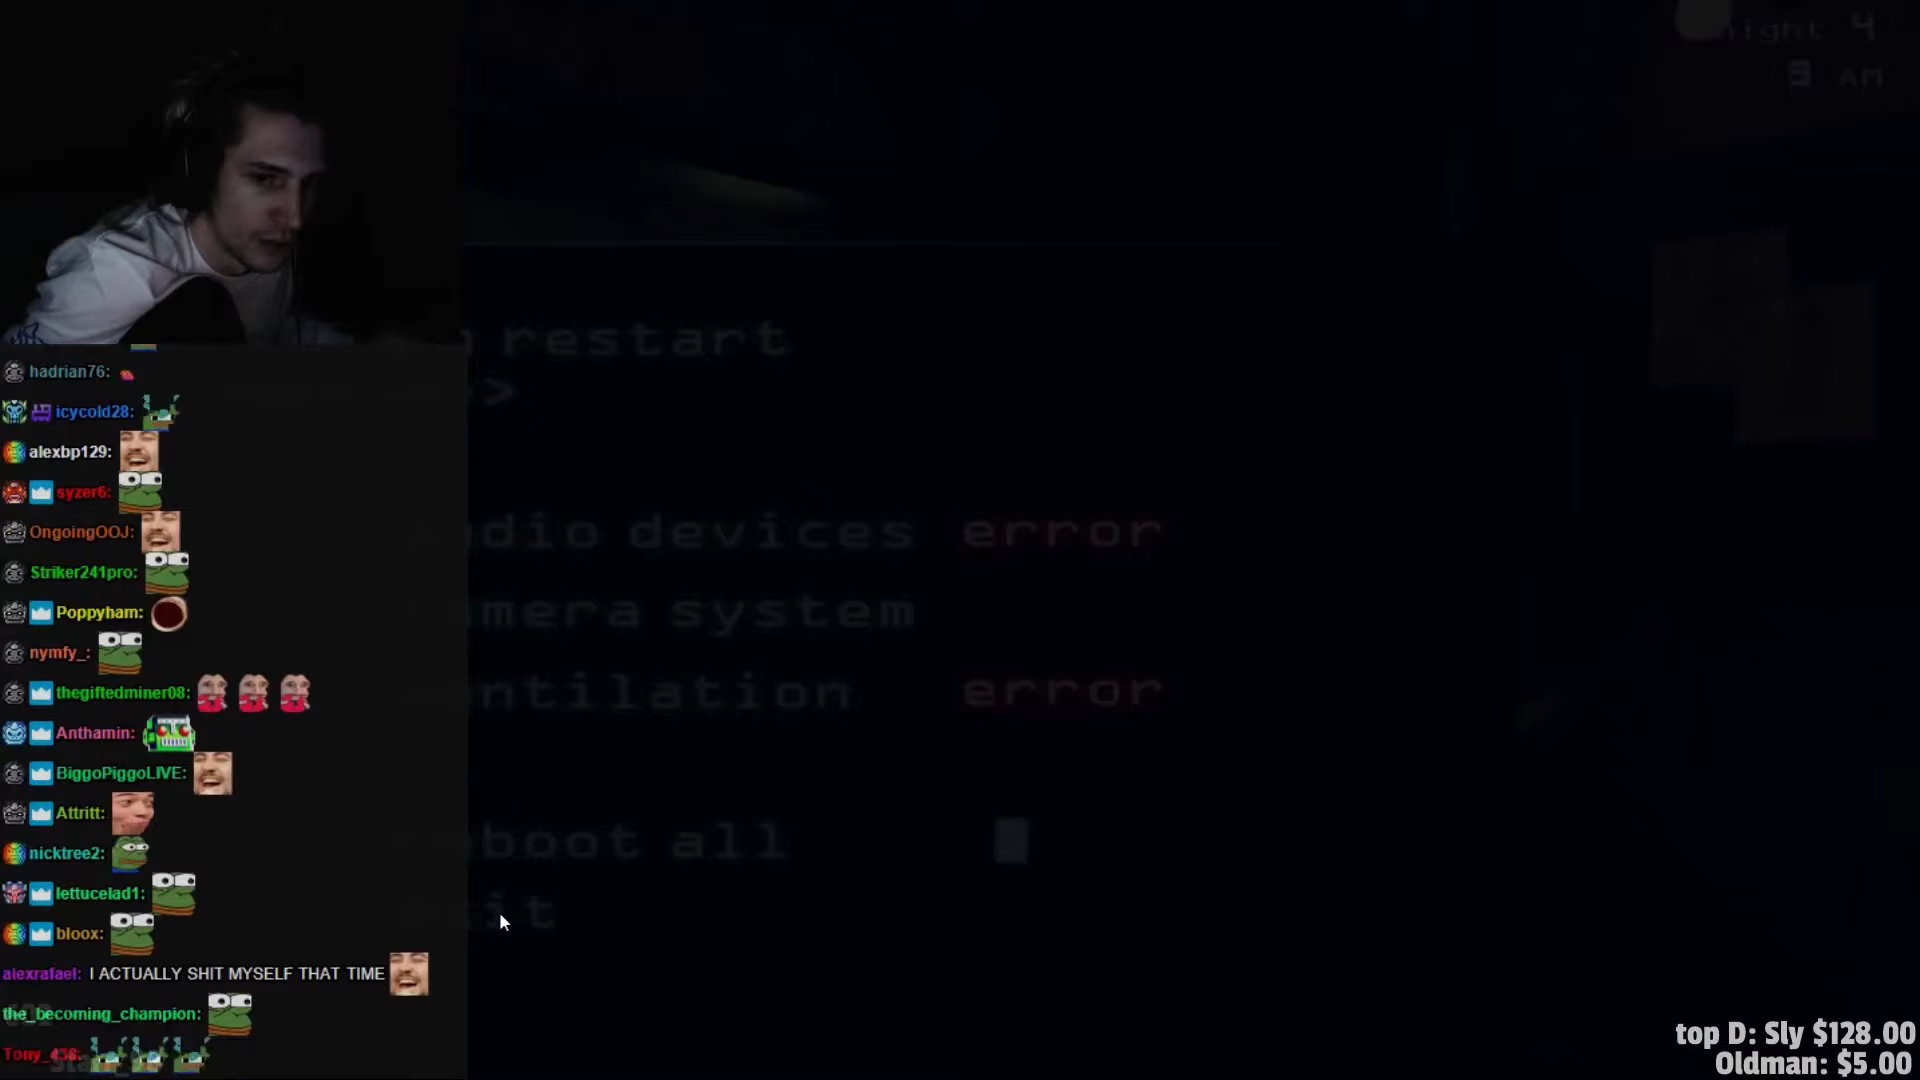 night 4
3 AM
restart
>
hadrian76:
icycold28:
alexbp129:
syzer6:
OngoingOOJ:
Striker241pro:
Poppyham:
nymfy_:
thegiftedminer08:
Anthamin:
BiggoPiggoLIVE:
Attritt:
nicktree2:
lettucelad1:
bloox:
alexrafael: I ACTUALLY SHIT MYSELF THAT TIME
the_becoming_champion:
dio devices error
mera system
ntilation error
boot all
it
top D: Sly $128.00
Oldman: $5.00